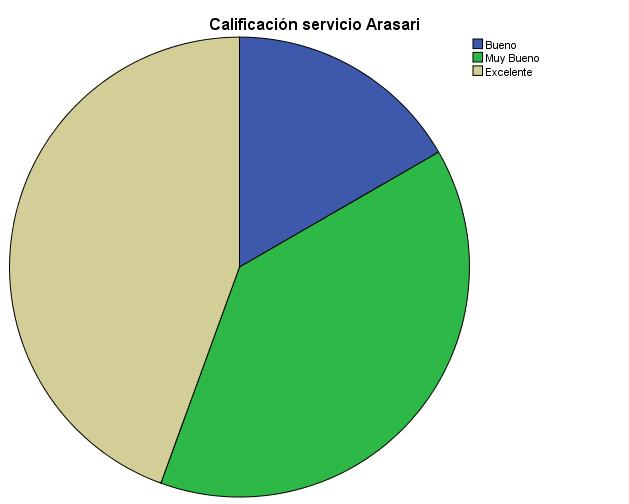 Calificación servicio Arasari
Bueno
Muy Bueno
Excelente